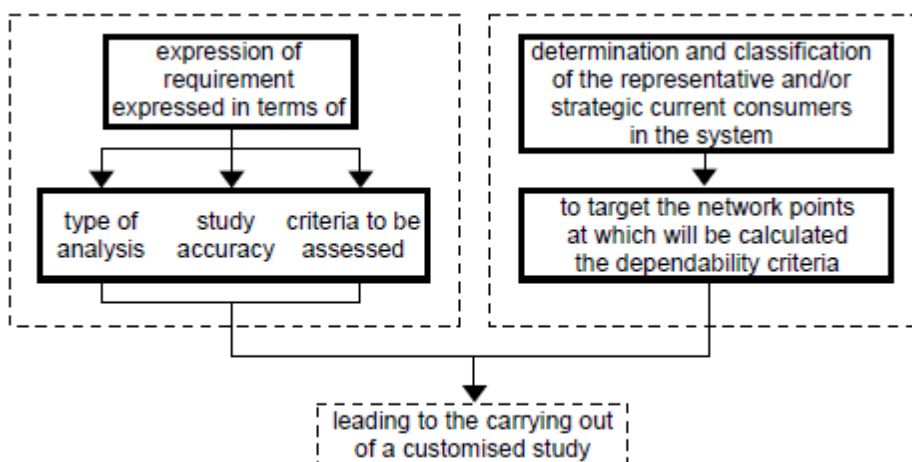 expression of
requirement
expressed in terms of
determination and classification
of the representative and/or
strategic current consumers
in the system
type of
analysis
study
accuracy
criteria to be
assessed
to target the network points
at which will be calculated
the dependability criteria
leading to the carrying out
of a customised study